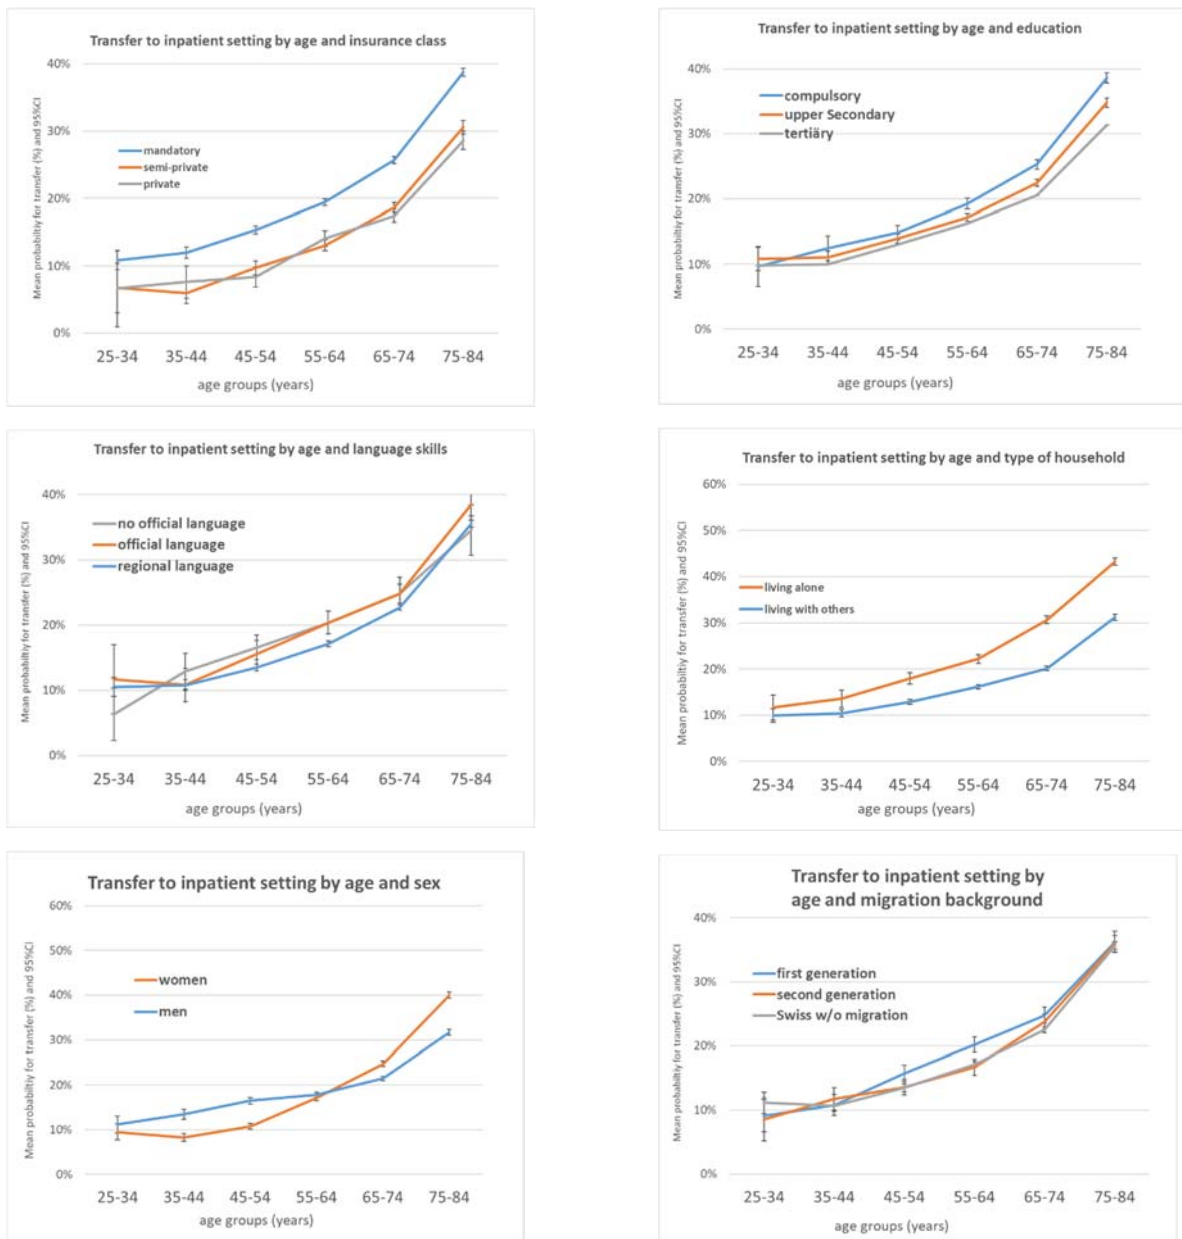 Transfer to inpatient setting by age and insurance class
Mean probabiltiy for transfer (%) and 95%CI
40%
30%
20%
10%
0%
mandatory
semi-private
private
25-34 35-44 45-54 55-64 65-74 75-84
age groups (years)
Transfer to inpatient setting by age and education
Mean probabiltiy for transfer (%) and 95%CI
40%
30%
20%
10%
0%
compulsory
upper Secondary
tertiäry
25-34 35-44 45-54 55-64 65-74 75-84
age groups (years)
Transfer to inpatient setting by age and language skills
Mean probabiltiy for transfer (%) and 95%CI
40%
30%
20%
10%
0%
no official language
official language
regional language
25-34 35-44 45-54 55-64 65-74 75-84
age groups (years)
Transfer to inpatient setting by age and type of household
Mean probabiltiy for transfer (%) and 95%CI
60%
50%
40%
30%
20%
10%
0%
living alone
living with others
25-34 35-44 45-54 55-64 65-74 75-84
age groups (years)
Transfer to inpatient setting by age and sex
Mean probabiltiy for transfer (%) and 95%CI
60%
50%
40%
30%
20%
10%
0%
women
men
25-34 35-44 45-54 55-64 65-74 75-84
age groups (years)
Transfer to inpatient setting by
age and migration background
Mean probabiltiy for transfer (%) and 95%CI
40%
30%
20%
10%
0%
first generation
second generation
Swiss w/o migration
25-34 35-44 45-54 55-64 65-74 75-84
age groups (years)